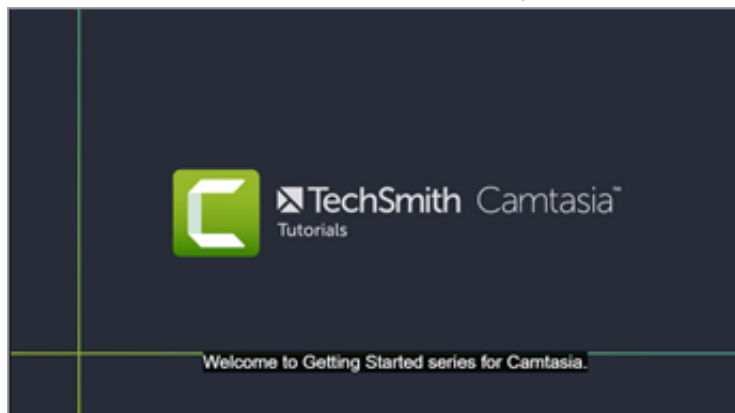 TechSmith Camtasia™
Tutorials
Welcome to Getting Started series for Camtasia.